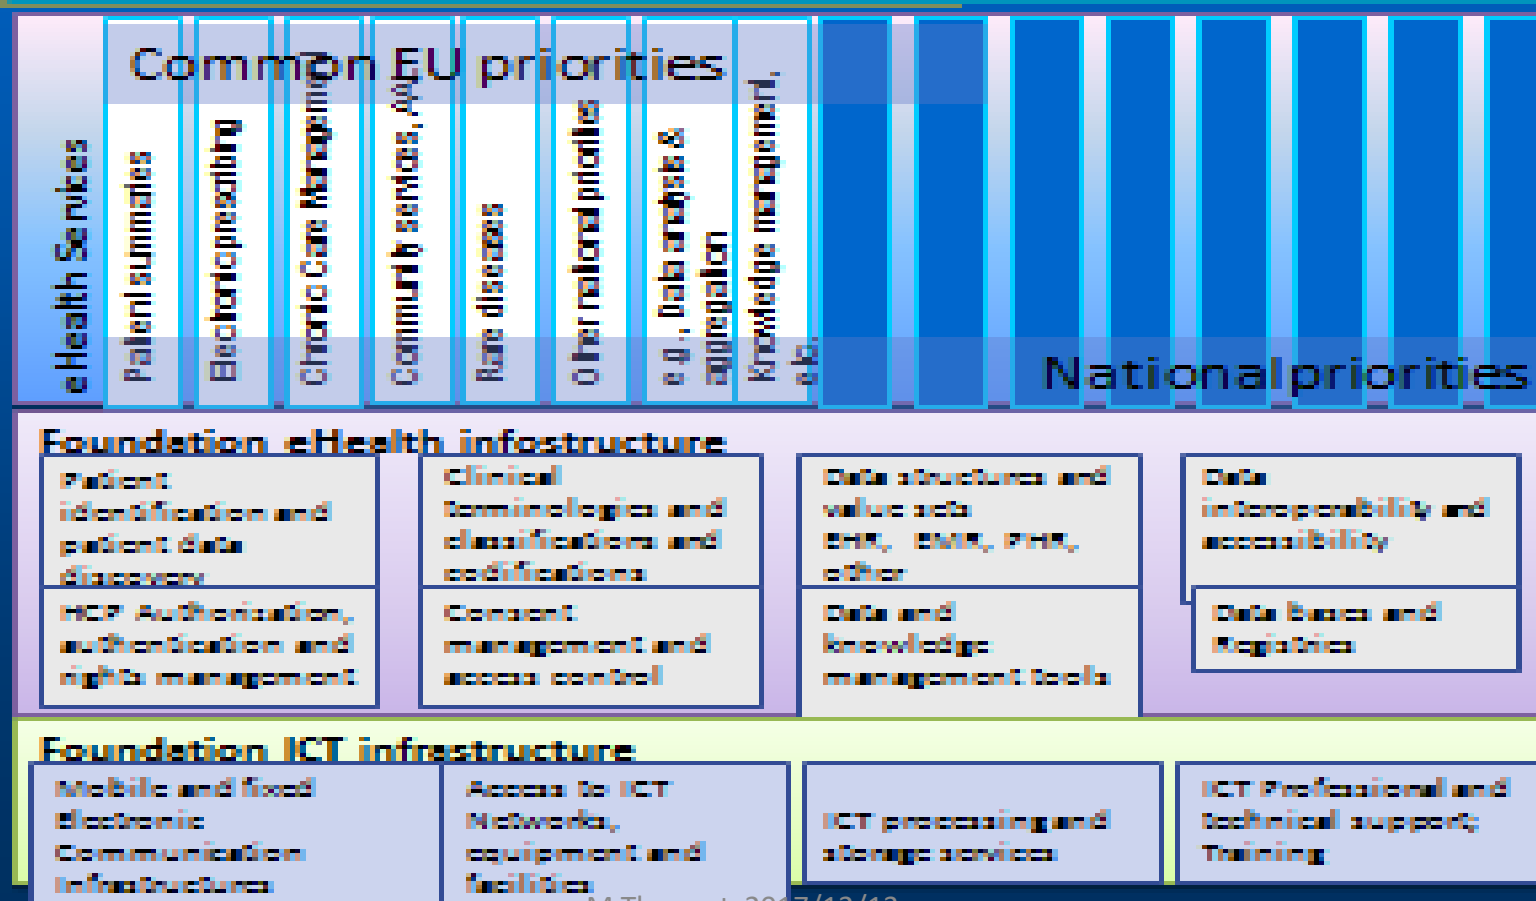 Common EU priorities
eHealth Services
Patient summaries
Electronic prescribing
Chronic Care Management
Community services, AAL
Rare diseases
Other national priorities
e.g., Data analysis &
aggregation
Knowledge management,
etc.
National priorities
Foundation eHealth infostructure
Patient
identification and
patient data
discovery
Clinical
terminologies and
classifications and
codifications
Data structures and
value sets
EHR, EMR, PHR,
other
Data
interoperability and
accessibility
HCP Authorisation,
authentication and
rights management
Consent
management and
access control
Data and
knowledge
management tools
Data bases and
Registries
Foundation ICT infrastructure
Mobile and fixed
Electronic
Communication
Infrastructures
Access to ICT
Networks,
equipment and
facilities
ICT processing and
storage services
ICT Professional and
technical support;
Training
2017/12/12